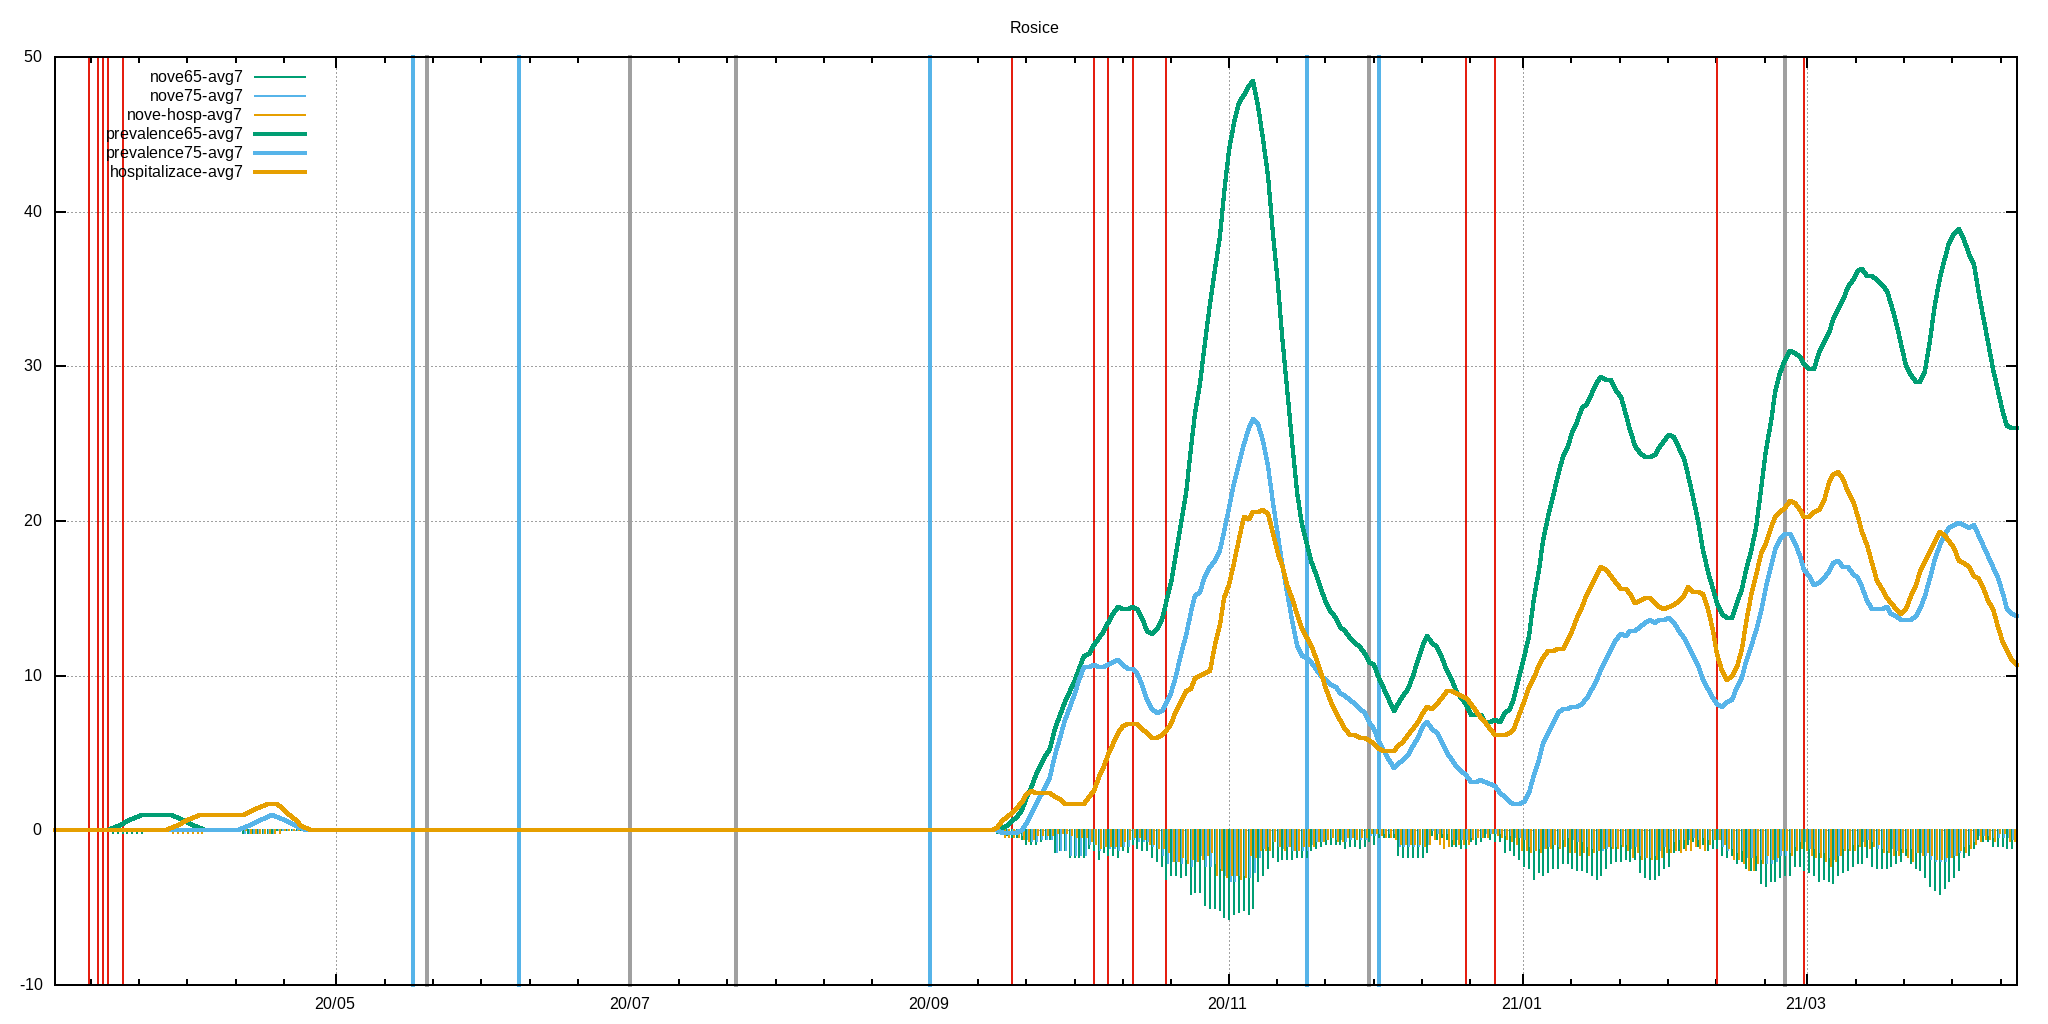 Rosice
50
nove65-avg7
nove75-avg7
nove-hosp-avg7
prevalence65-avg7
prevalence75-avg7
hospitalizace-avg7
40
30
20
10
0
-10
20/05 20/07 20/09 20/11 21/01 21/03